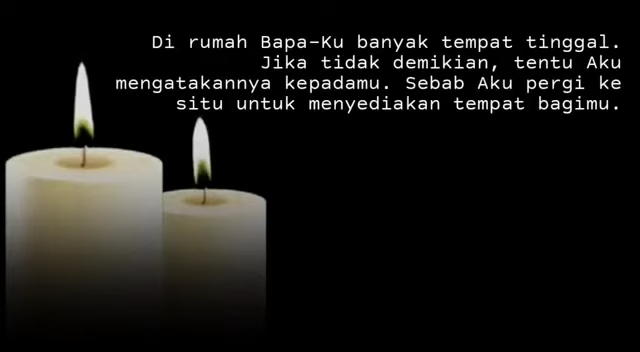 Di rumah Bapa-Ku banyak tempat tinggal.
Jika tidak demikian, tentu Aku
mengatakannya kepadamu. Sebab Aku pergi ke
situ untuk menyediakan tempat bagimu.